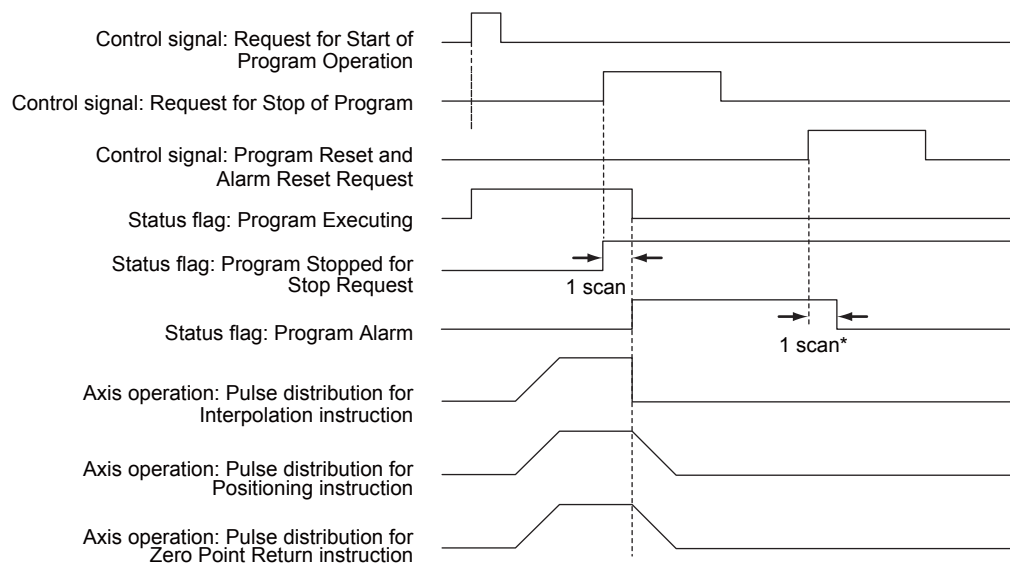 Control signal: Request for Start of
Program Operation
Control signal: Request for Stop of Program
Control signal: Program Reset and
Alarm Reset Request
Status flag: Program Executing
Status flag: Program Stopped for
Stop Request
1 scan
Status flag: Program Alarm
1 scan*
Axis operation: Pulse distribution for
Interpolation instruction
Axis operation: Pulse distribution for
Positioning instruction
Axis operation: Pulse distribution for
Zero Point Return instruction